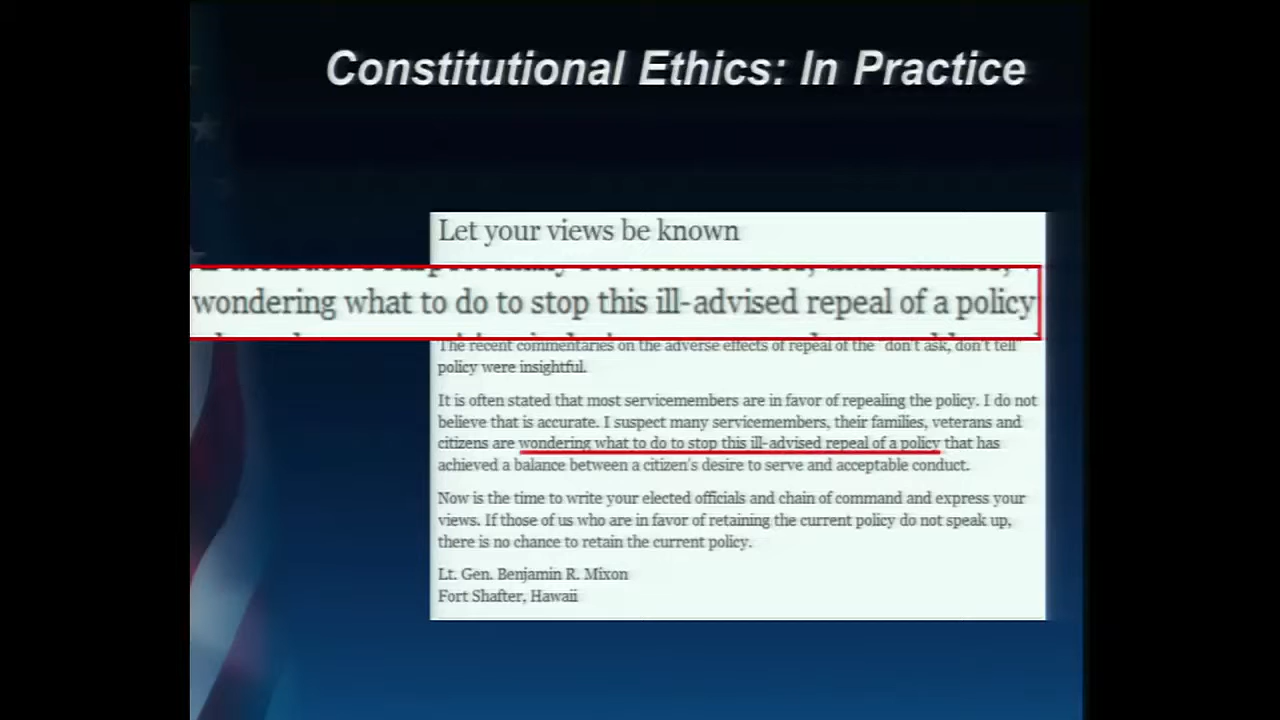 Constitutional Ethics: In Practice
Let your views be known
wondering what to do to stop this ill-advised repeal of a policy
The recent commentaries on the adverse effects of repeal of the "don't ask, don't tell
policy were insightful.
It is often stated that most servicemembers are in favor of repealing the policy. I do not
believe that is accurate. I suspect many servicemembers, their families, veterans and
citizens are wondering what to do to stop this ill-advised repeal of a policy that has
achieved a balance between a citizen's desire to serve and acceptable conduct.
Now is the time to write your elected officials and chain of command and express your
views. If those of us who are in favor of retaining the current policy do not speak up,
there is no chance to retain the current policy.
Lt. Gen. Benjamin R. Mixon
Fort Shafter, Hawaii